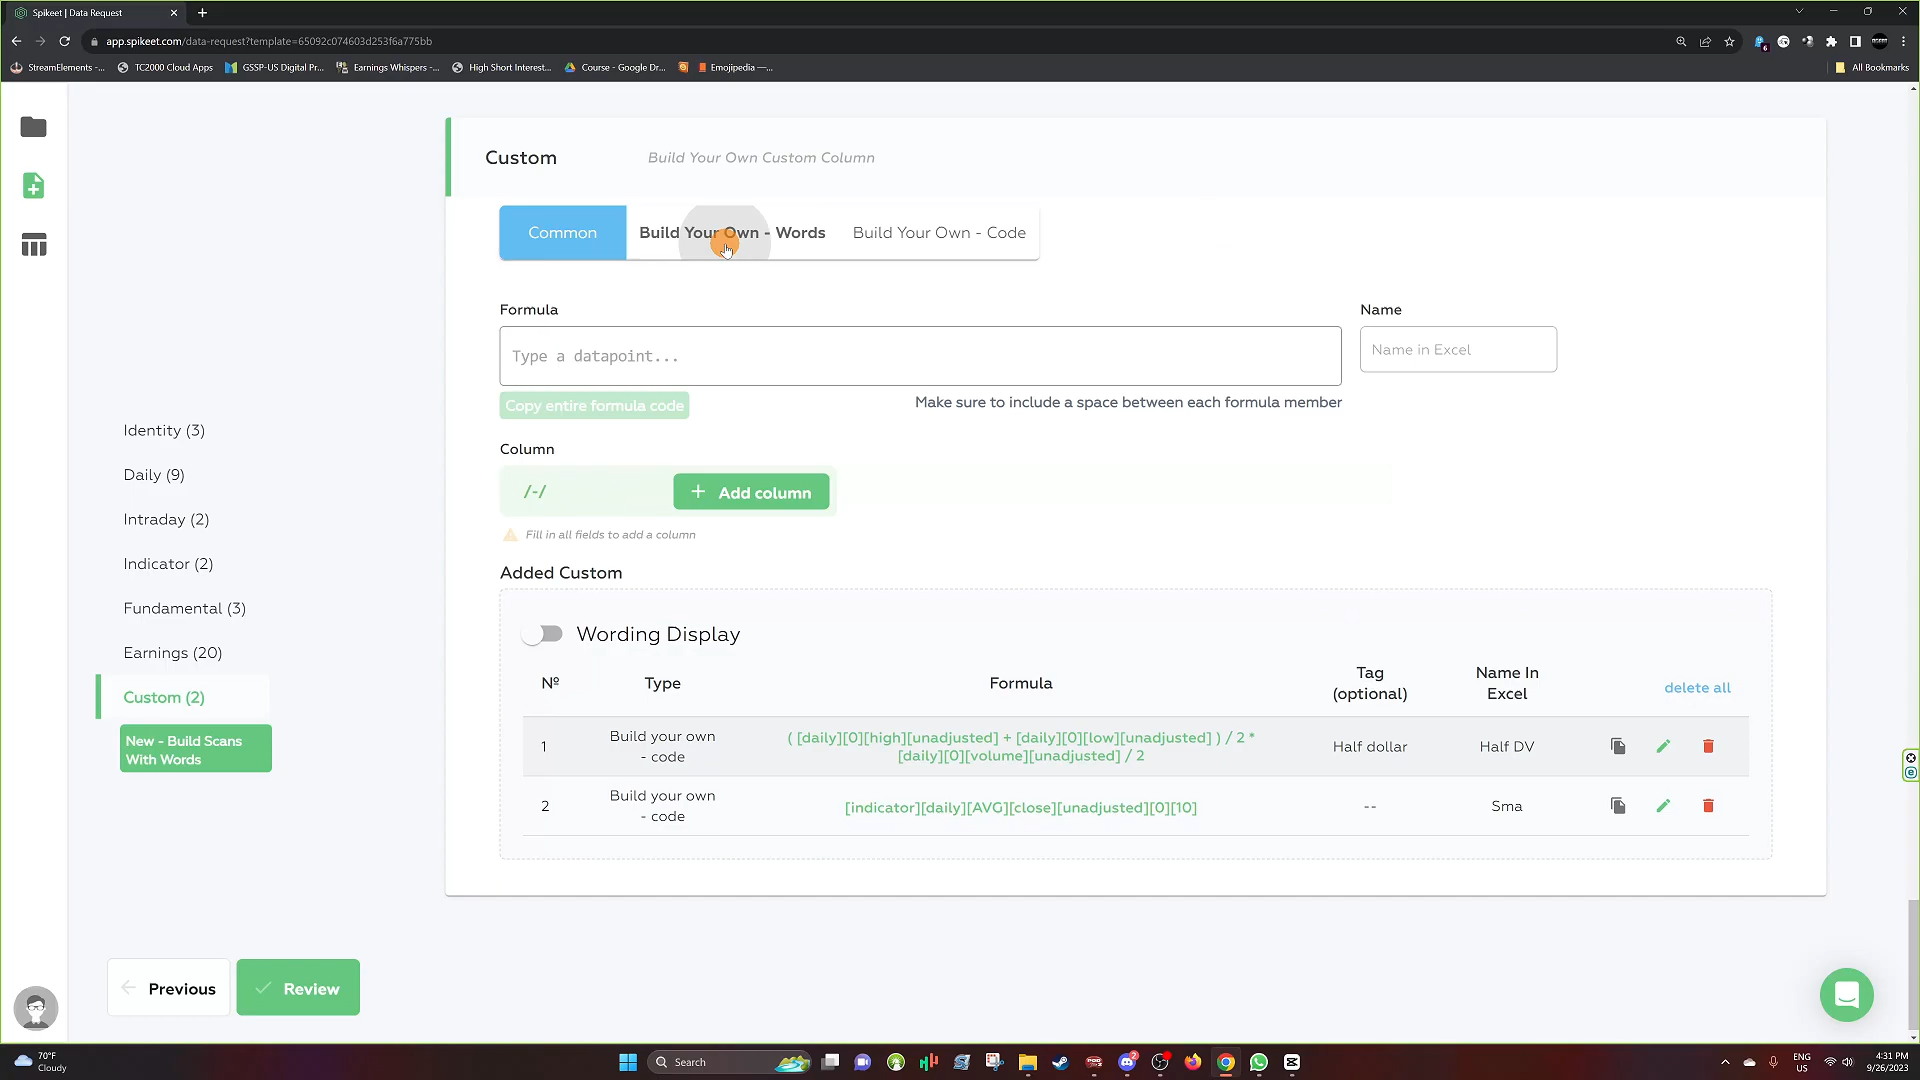 Spikeet | Data Request
app.spikeet.com/data-request?template=65092c074603d253f6a775bb
StreamElements -...
TC2000 Cloud Apps
GSSP-US Digital Pr...
Earnings Whispers -...
High Short Interest...
Course - Google Dr...
Emojipedia —...
All Bookmarks
Custom
Build Your Own Custom Column
Common
Build Your Own - Words
Build Your Own - Code
Formula
Name
Type a datapoint...
Name in Excel
Copy entire formula code
Make sure to include a space between each formula member
Column
/-/
+ Add column
Fill in all fields to add a column
Identity (3)
Daily (9)
Intraday (2)
Indicator (2)
Fundamental (3)
Earnings (20)
Custom (2)
New - Build Scans
With Words
Added Custom
Wording Display
Nº
Type
Formula
Tag
(optional)
Name In
Excel
delete all
1
Build your own
- code
( [daily][0][high][unadjusted] + [daily][0][low][unadjusted] ) / 2 *
[daily][0][volume][unadjusted] / 2
Half dollar
Half DV
2
Build your own
- code
[indicator][daily][AVG][close][unadjusted][0][10]
--
Sma
Previous
Review
70°F
Cloudy
Search
2
ENG
US
4:31 PM
9/26/2023